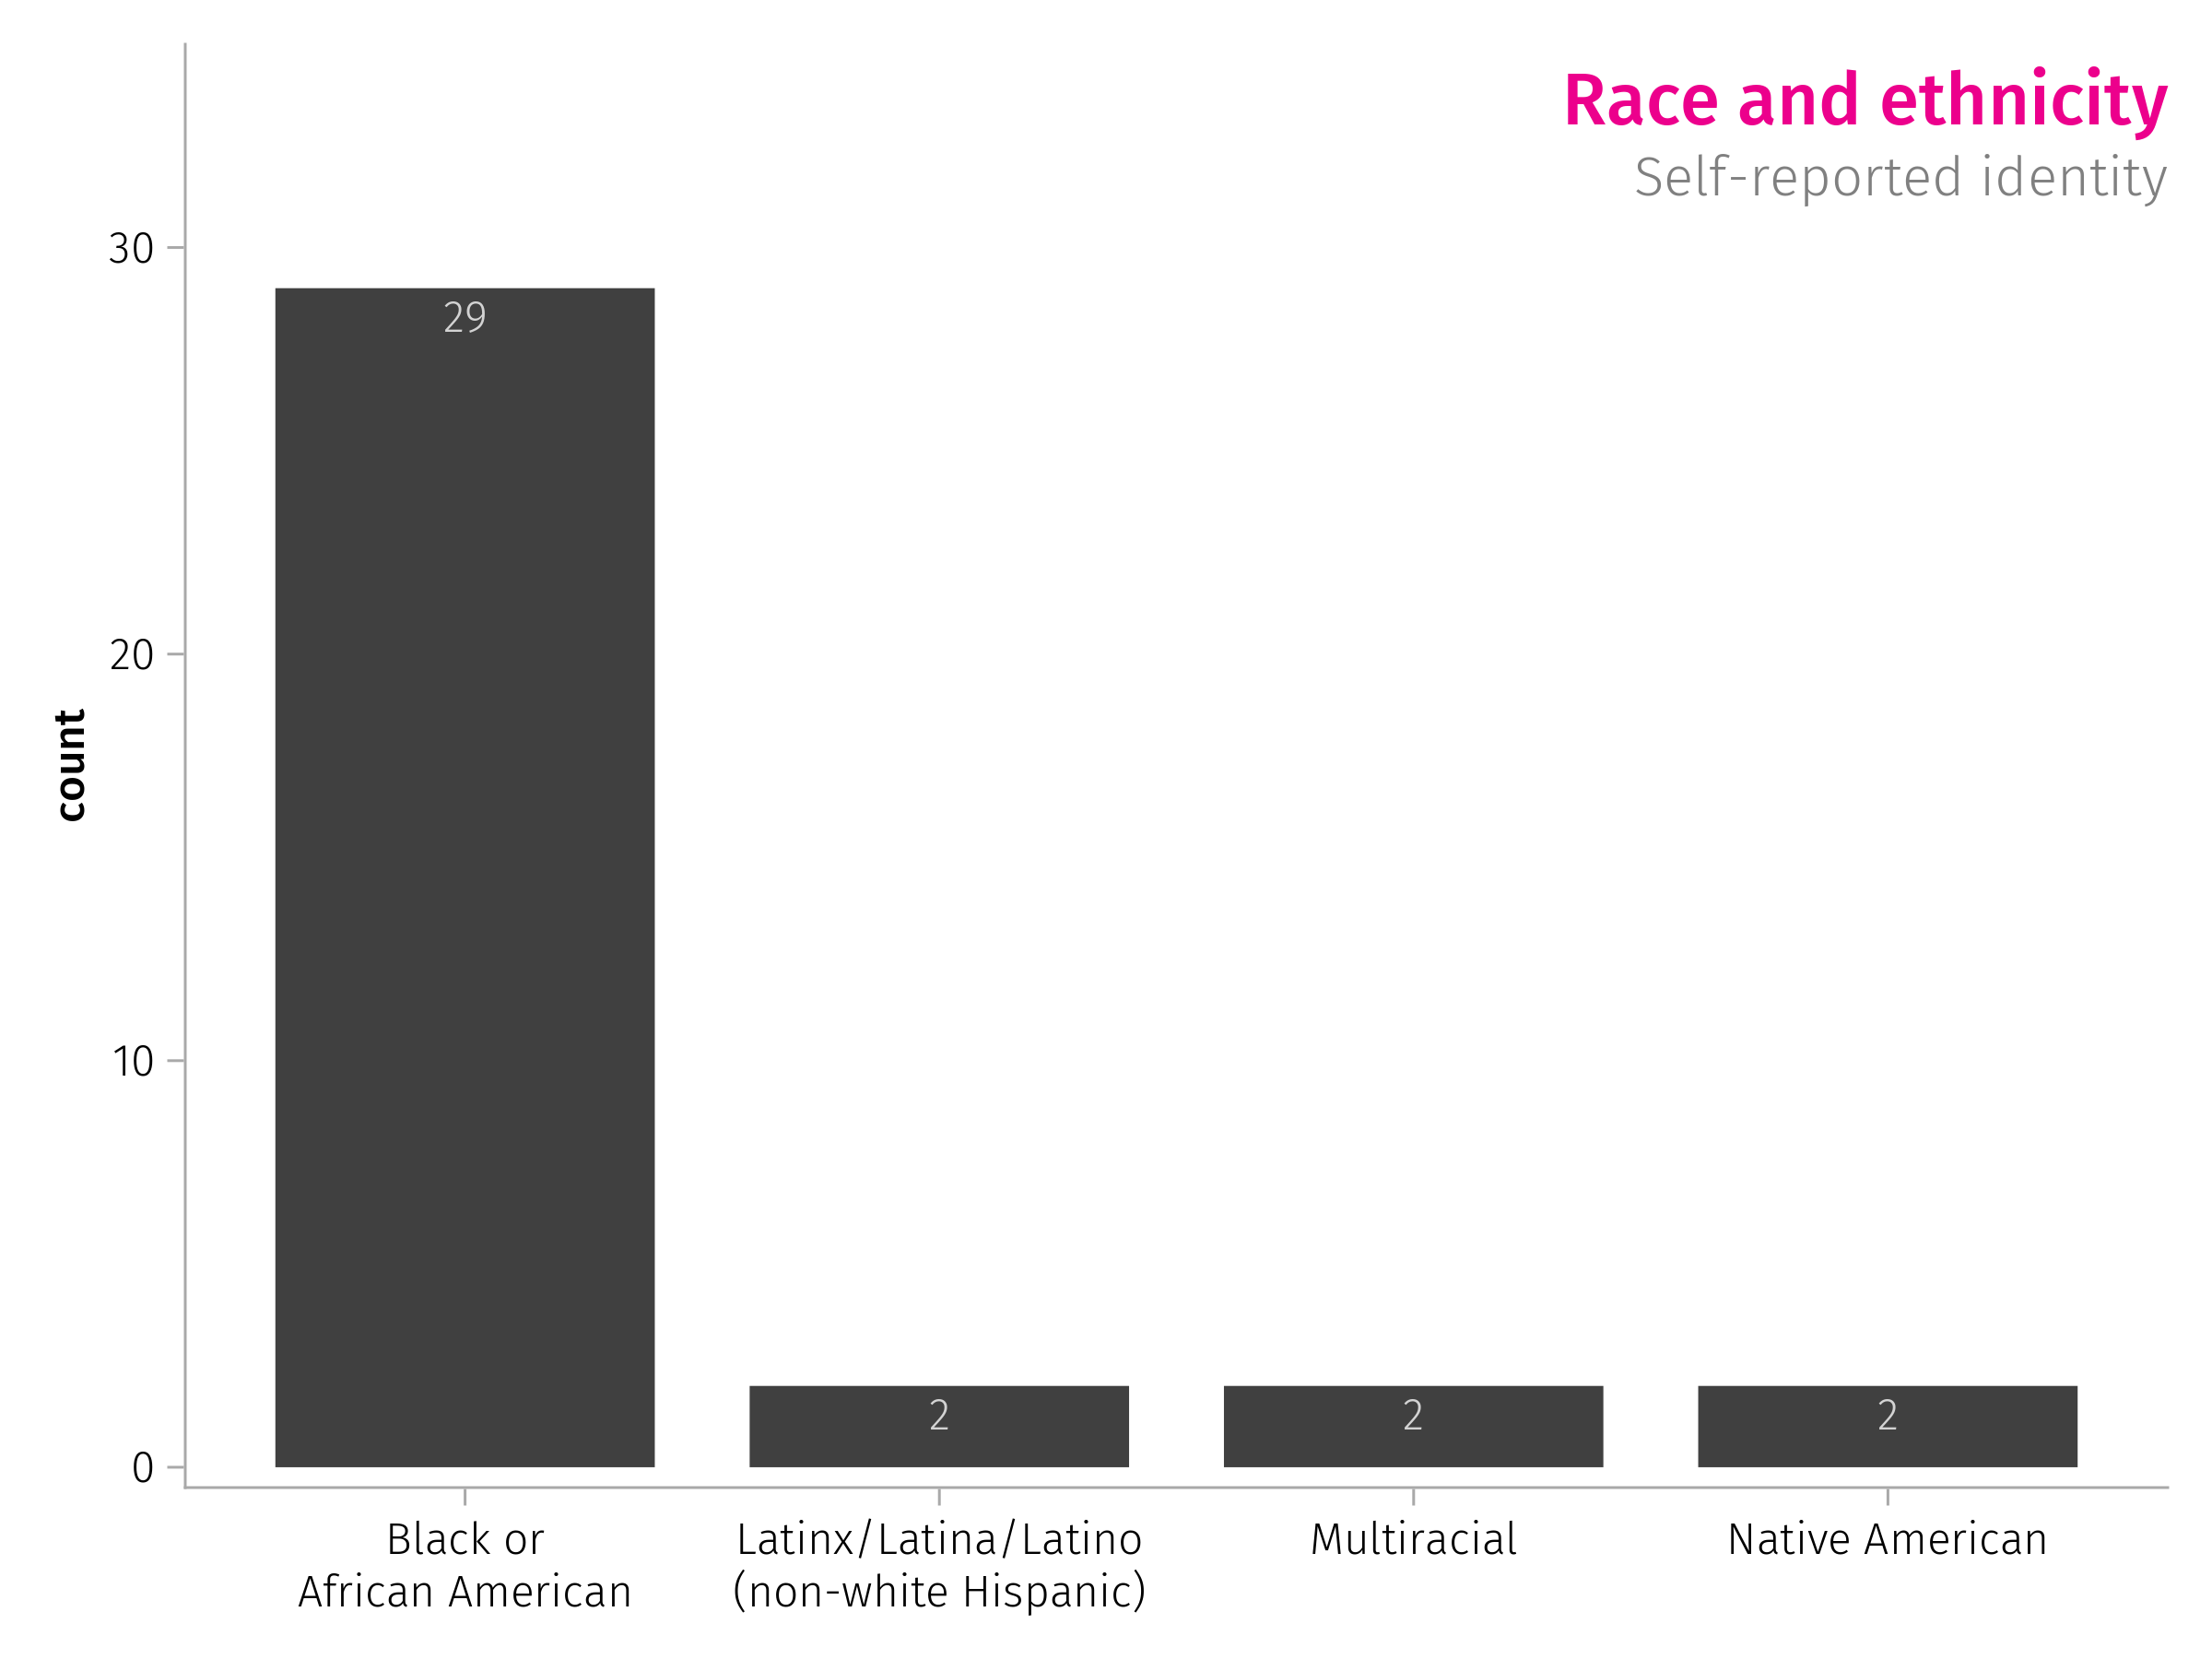 Race and ethnicity
Self-reported identity
count
30
20
10
0
29
2
2
2
Black or
African American
Latinx/Latina/Latino
(non-white Hispanic)
Multiracial
Native American